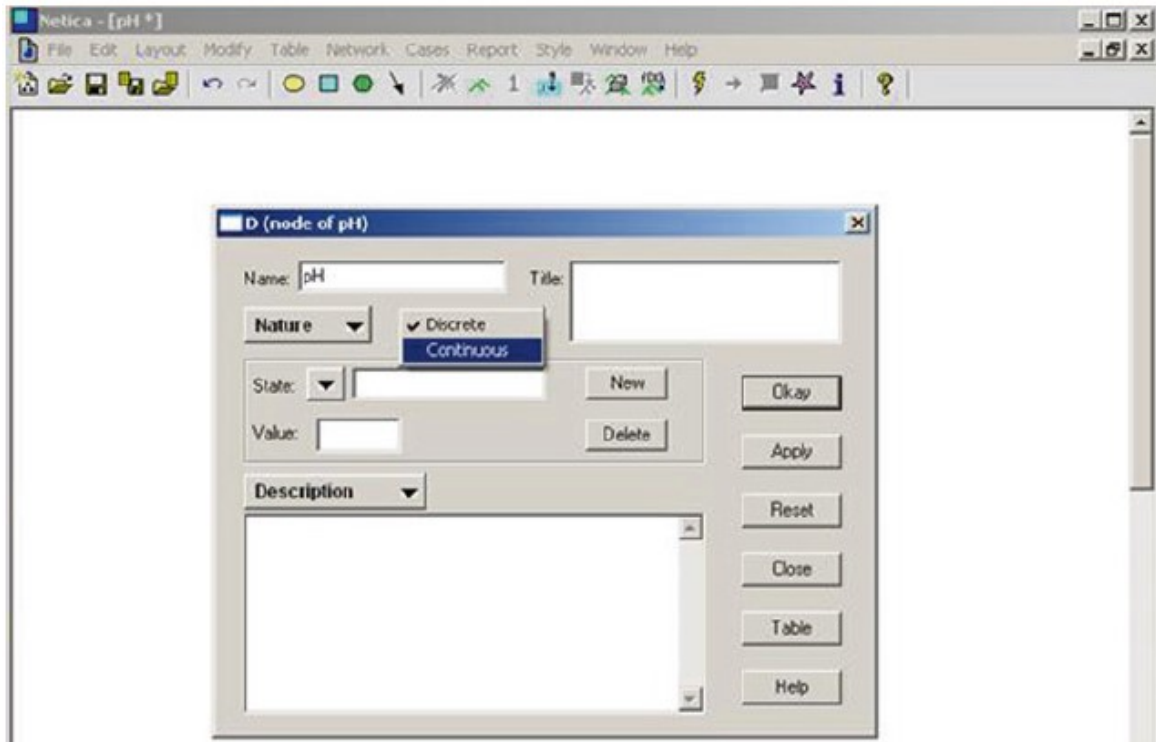 Netica - [pH *]
File Edit Layout Modify Table Network Cases Report Style Window Help
1 f(x) i ?
D (node of pH)
Name: pH Title:
Nature Discrete
Continuous
State: New Okay
Value: Delete
Apply
Description
Reset
Close
Table
Help